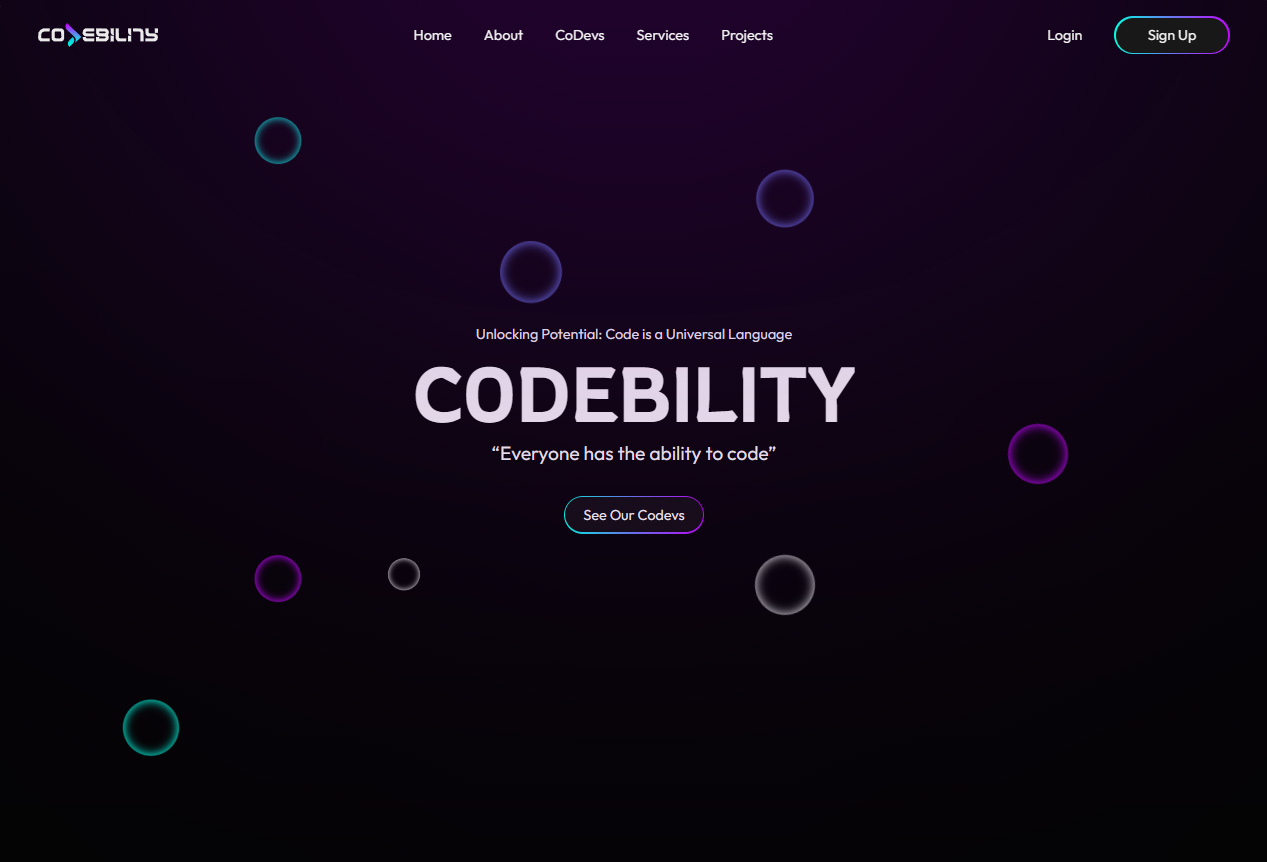 CODEBILITY
Home About CoDevs Services Projects
Login Sign Up
Unlocking Potential: Code is a Universal Language
CODEBILITY
“Everyone has the ability to code”
See Our Codevs